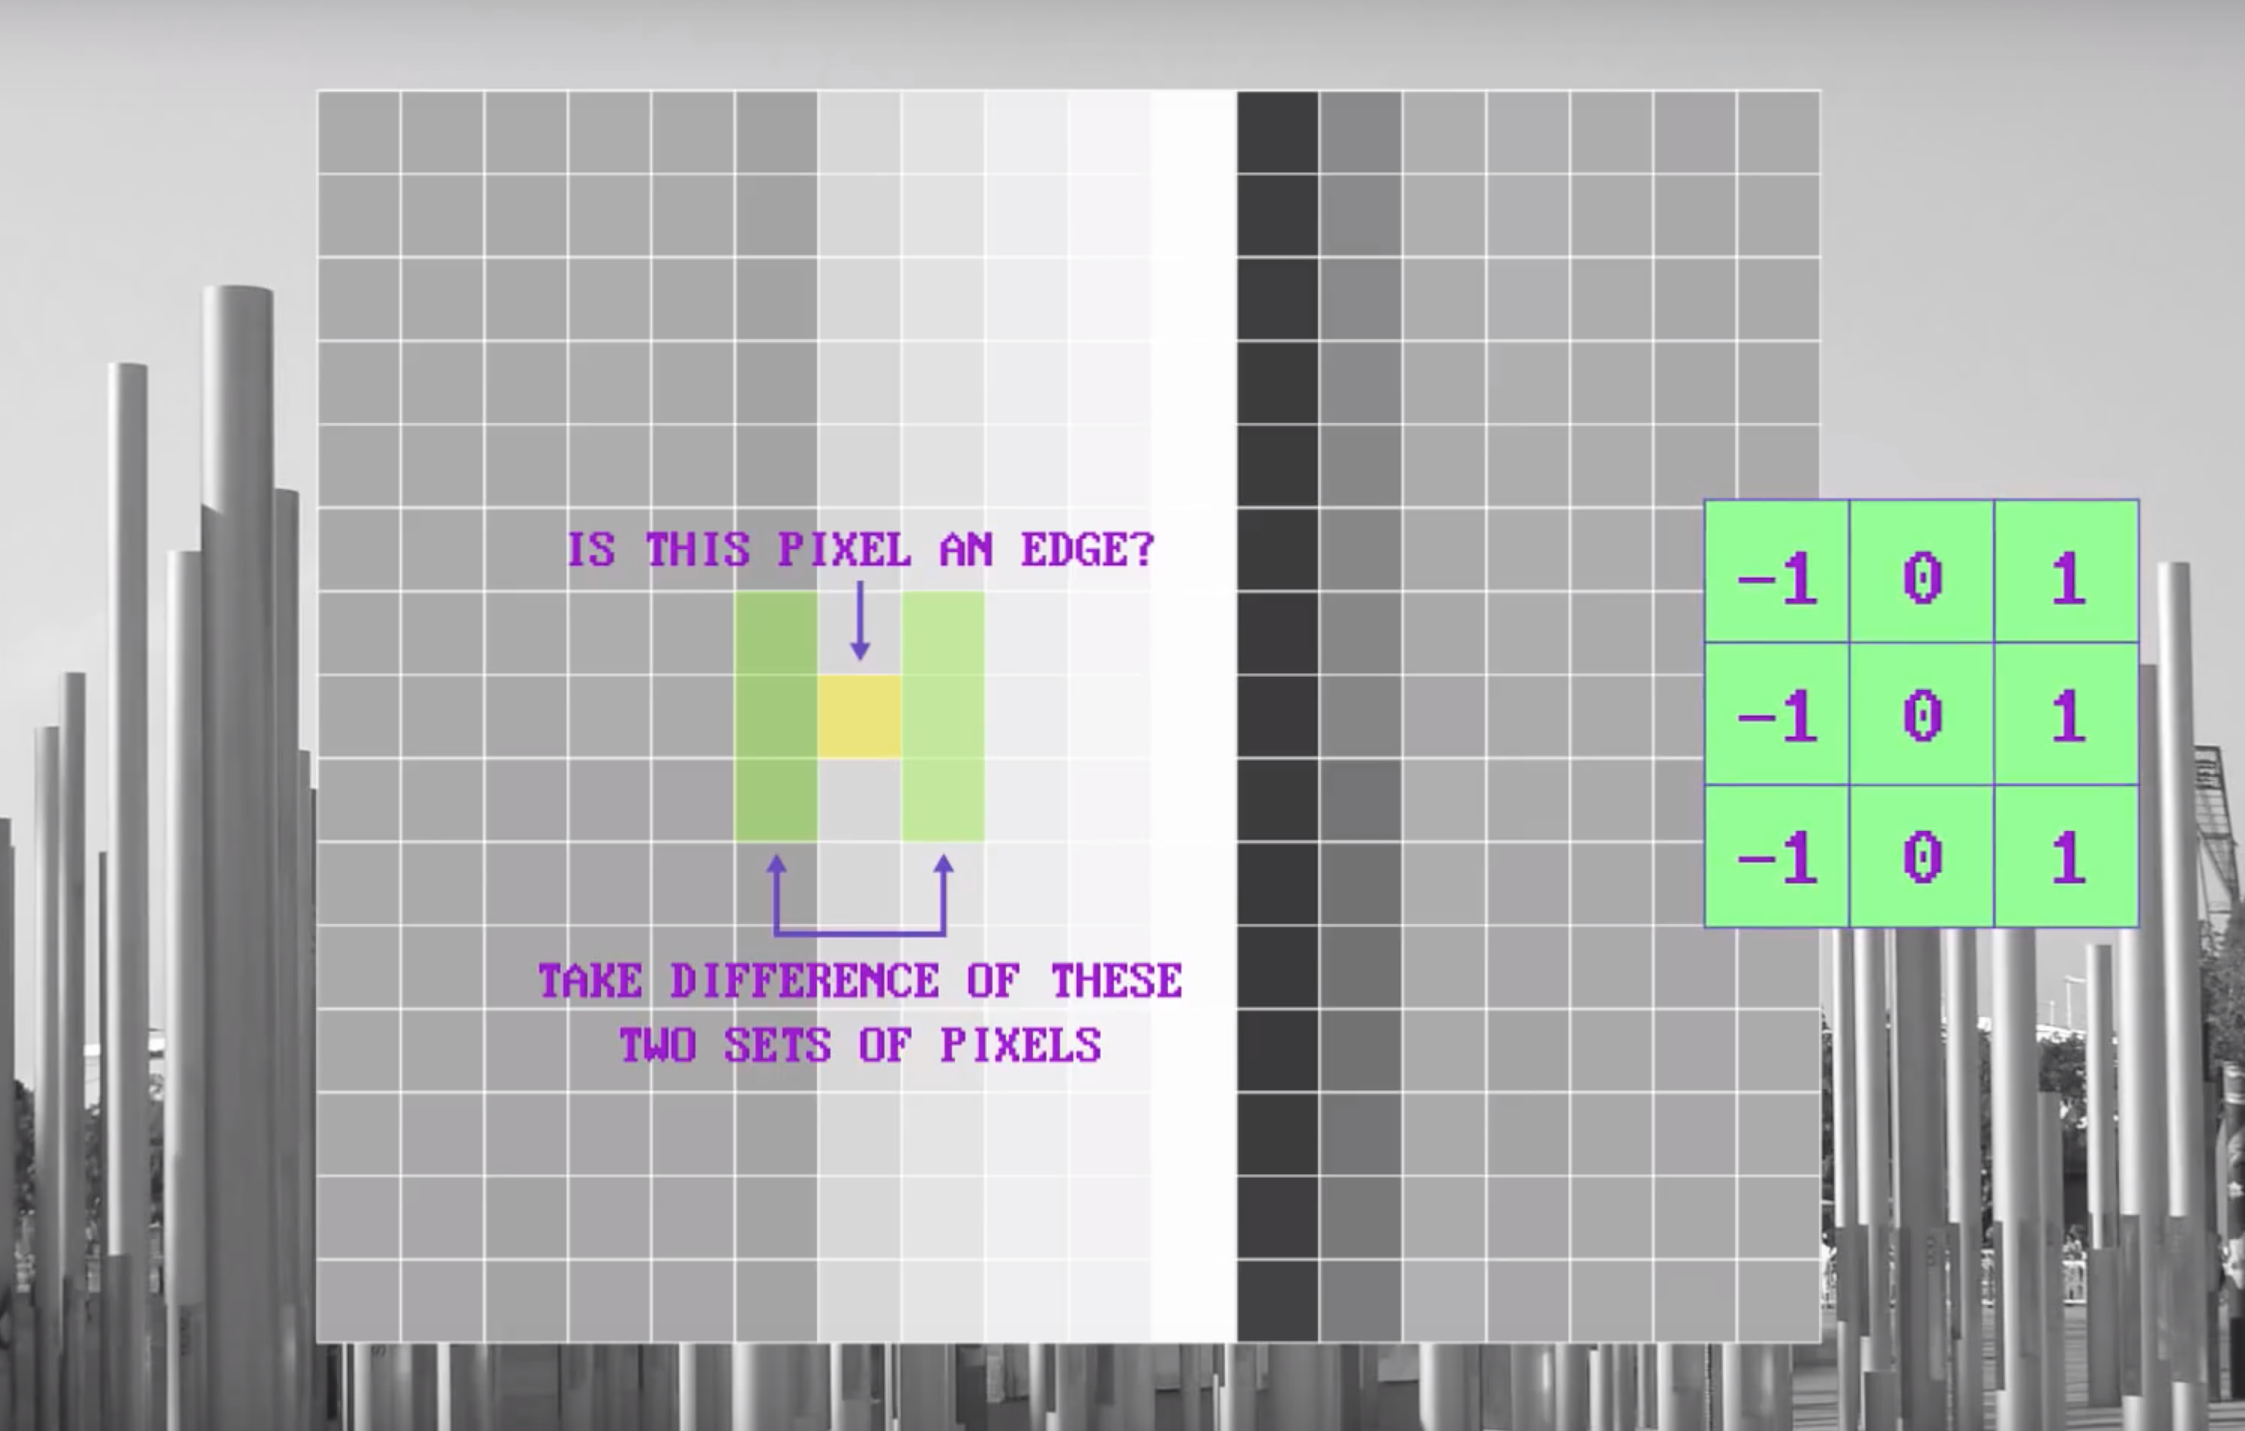 IS THIS PIXEL AN EDGE?
TAKE DIFFERENCE OF THESE
TWO SETS OF PIXELS
-1 0 1
-1 0 1
-1 0 1